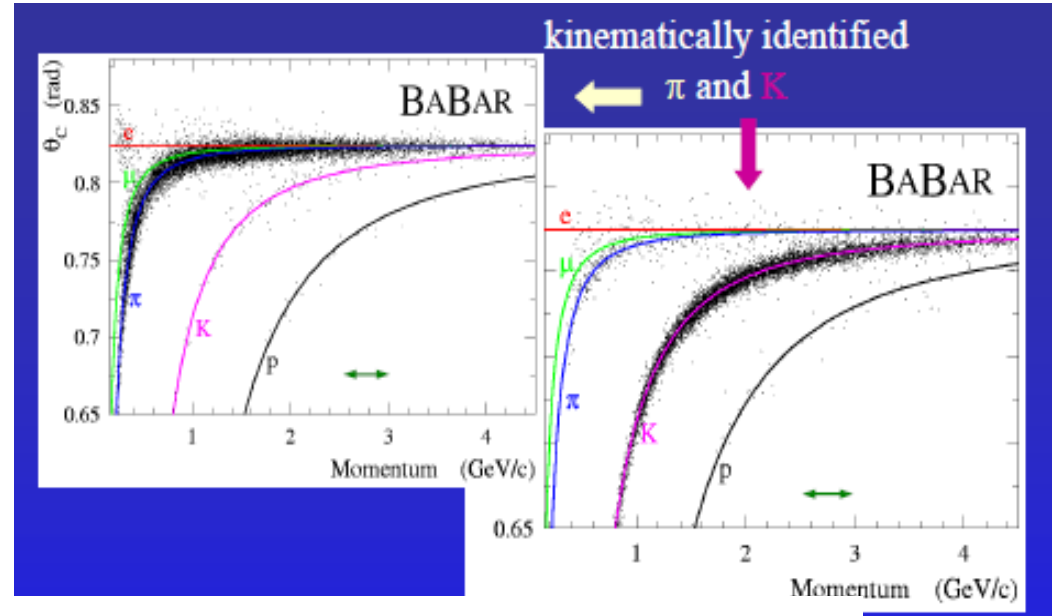 kinematically identified
π and K
θC (rad)
BABAR
0.85
0.8
0.75
0.7
0.65
e
μ
π
K
p
1 2 3 4
Momentum (GeV/c)
BABAR
e
μ
π
K
p
0.65
1 2 3 4
Momentum (GeV/c)